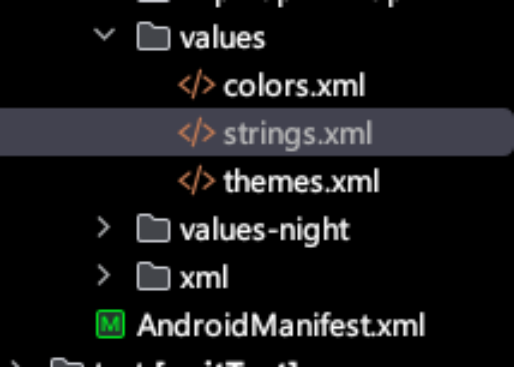 values
colors.xml
strings.xml
themes.xml
values-night
xml
AndroidManifest.xml